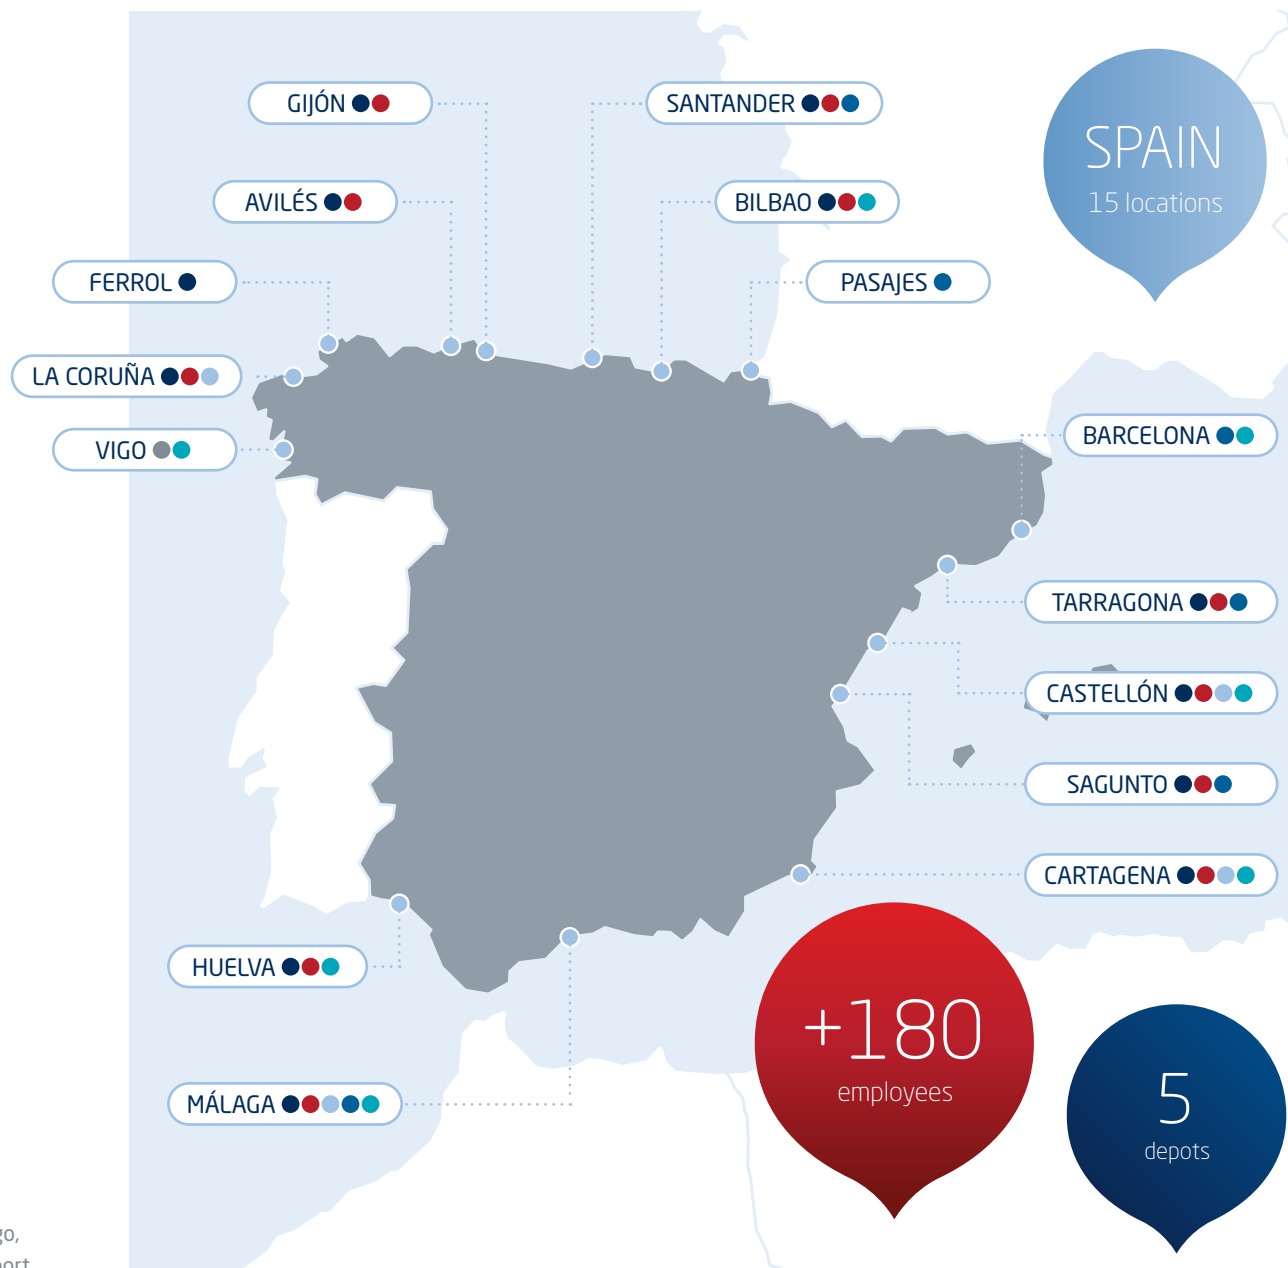 GIJÓN
SANTANDER
SPAIN
15 locations
AVILÉS
BILBAO
FERROL
PASAJES
LA CORUÑA
BARCELONA
VIGO
TARRAGONA
CASTELLÓN
SAGUNTO
CARTAGENA
HUELVA
+180
employees
5
depots
MÁLAGA